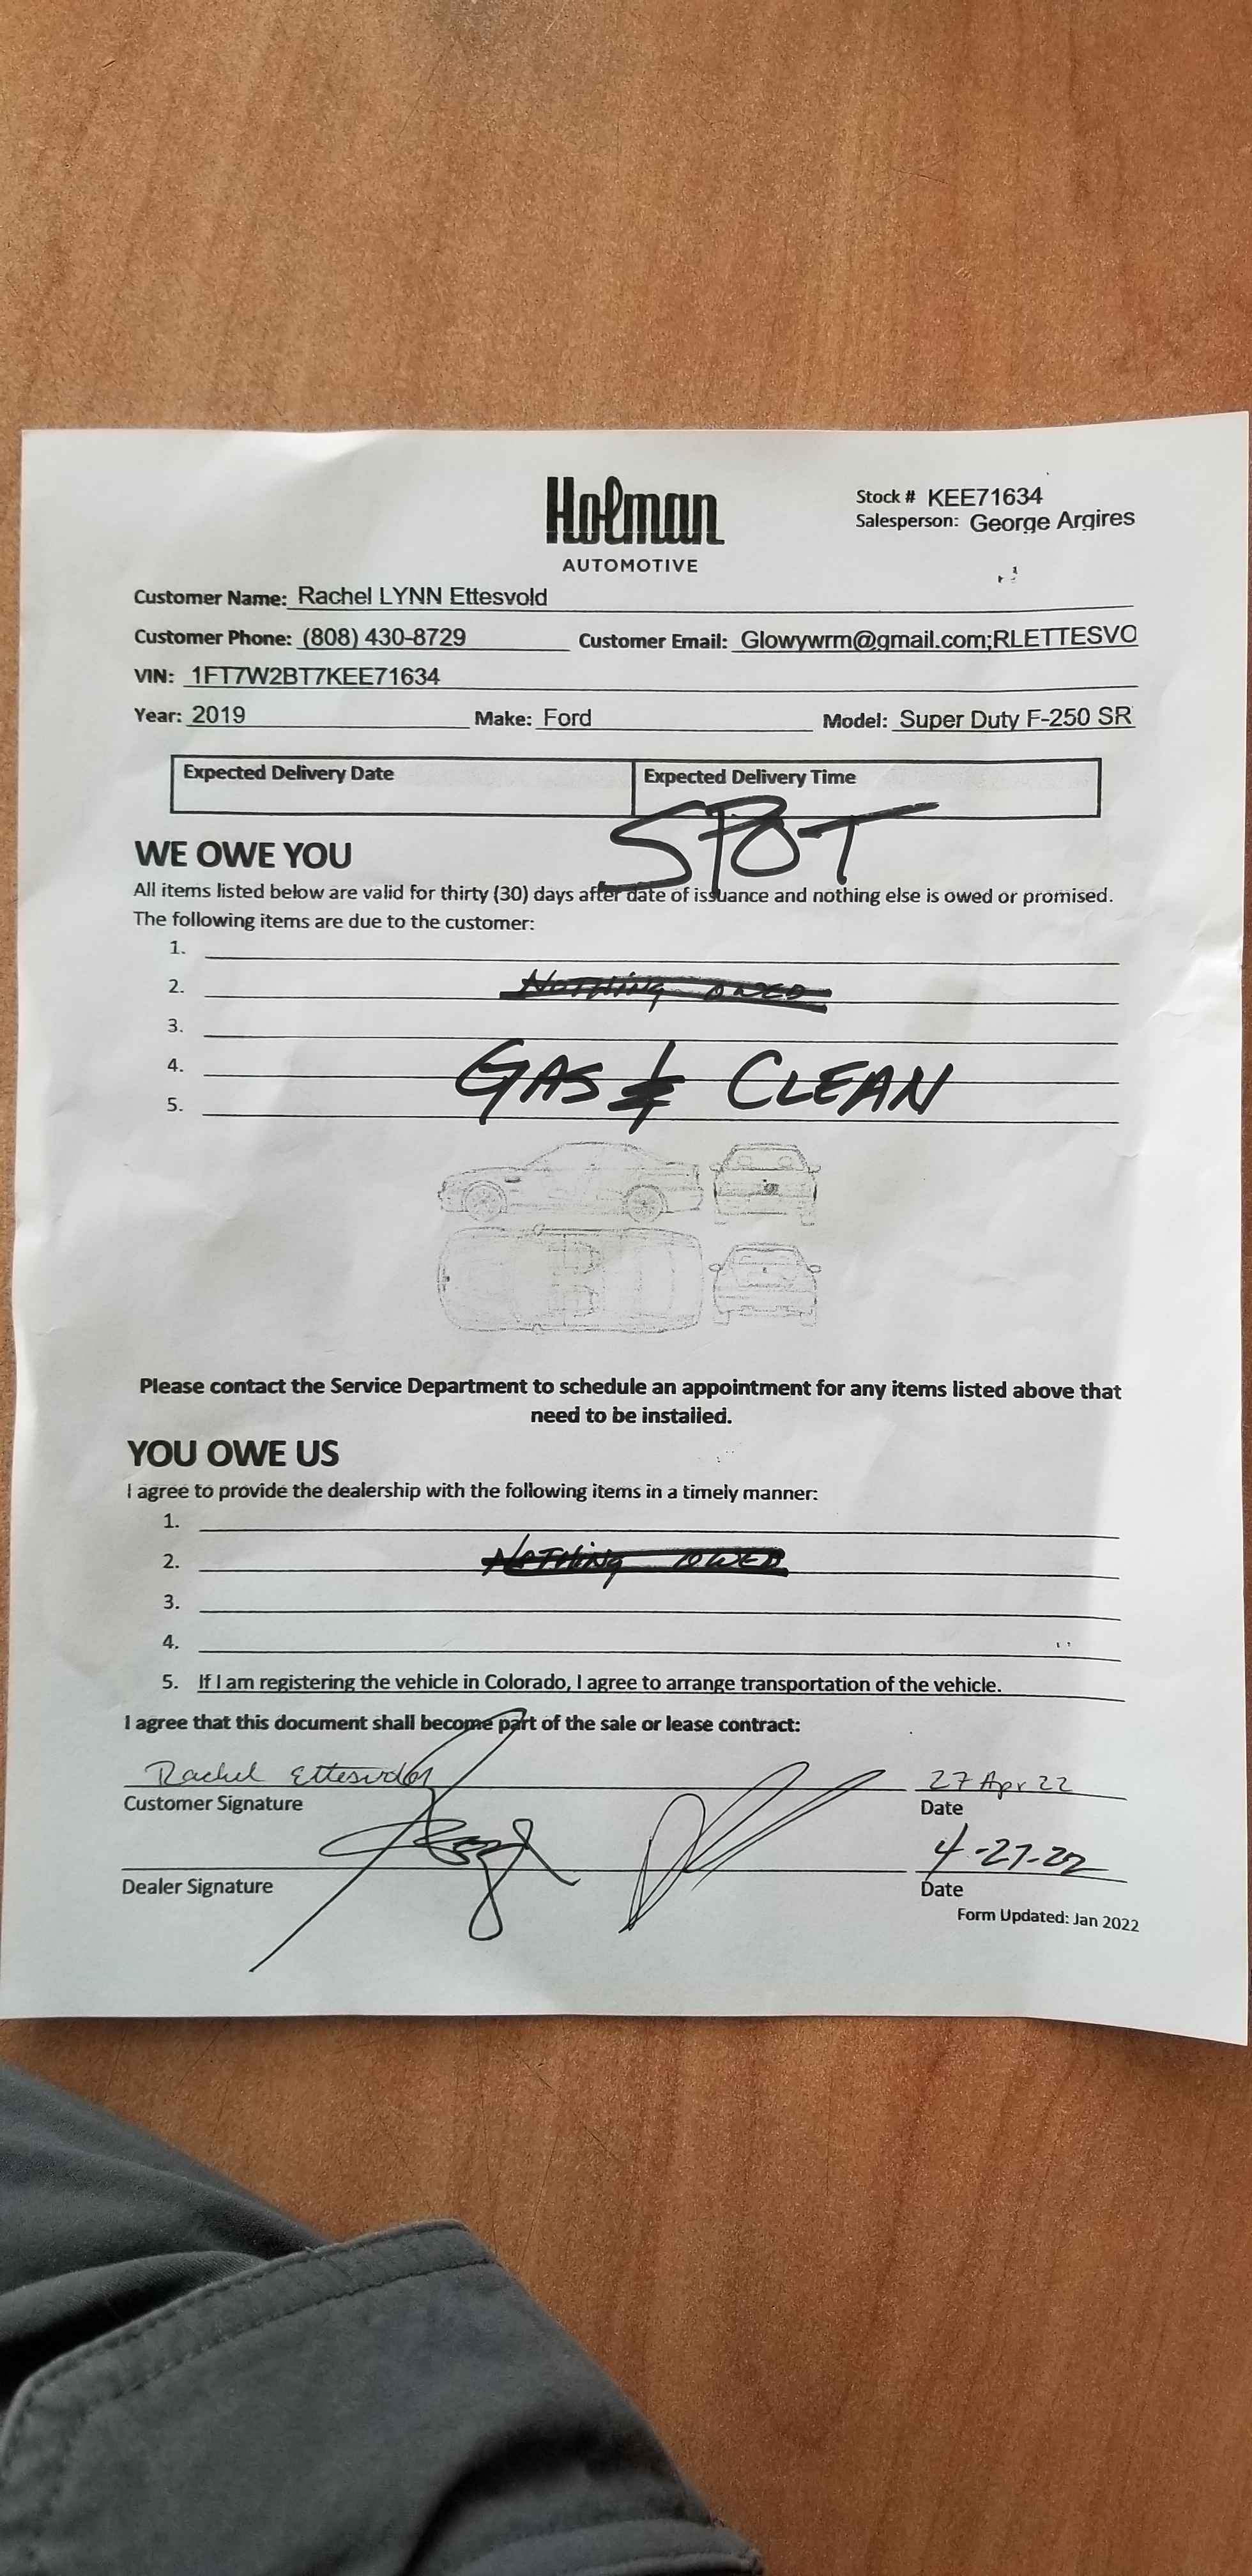 Holman
AUTOMOTIVE
Stock # KEE71634
Salesperson: George Argires
Customer Name: Rachel LYNN Ettesvold
Customer Phone: (808) 430-8729 Customer Email: Glowywrm@gmail.com;RLETTESVO
VIN: 1FT7W2BT7KEE71634
Year: 2019 Make: Ford Model: Super Duty F-250 SR
Expected Delivery Date Expected Delivery Time
SPOT
WE OWE YOU
All items listed below are valid for thirty (30) days after date of issuance and nothing else is owed or promised.
The following items are due to the customer:
1.
2. Nothing owed
3.
4. GAS & CLEAN
5.
Please contact the Service Department to schedule an appointment for any items listed above that
need to be installed.
YOU OWE US
I agree to provide the dealership with the following items in a timely manner:
1.
2. Nothing owed
3.
4.
5. If I am registering the vehicle in Colorado, I agree to arrange transportation of the vehicle.
I agree that this document shall become part of the sale or lease contract:
Rachel Ettesvold 27 Apr 22
Customer Signature Date
4-27-22
Dealer Signature Date
Form Updated: Jan 2022